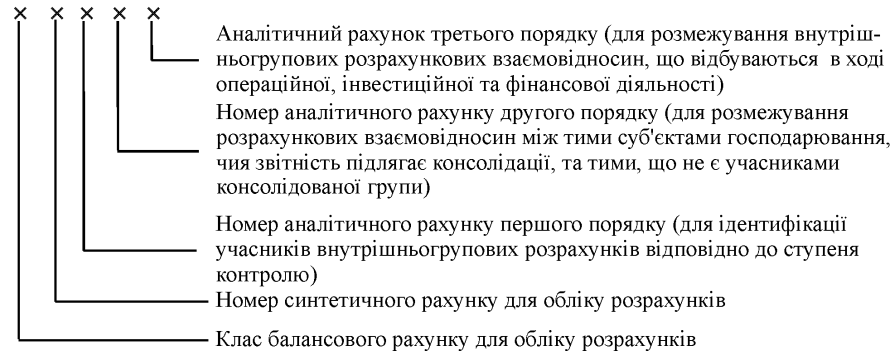 × × × × ×
Аналітичний рахунок третього порядку (для розмежування внутріш-
ньогрупових розрахункових взаємовідносин, що відбуваються в ході
операційної, інвестиційної та фінансової діяльності)
Номер аналітичного рахунку другого порядку (для розмежування
розрахункових взаємовідносин між тими суб'єктами господарювання,
чия звітність підлягає консолідації, та тими, що не є учасниками
консолідованої групи)
Номер аналітичного рахунку першого порядку (для ідентифікації
учасників внутрішньогрупових розрахунків відповідно до ступеня
контролю)
Номер синтетичного рахунку для обліку розрахунків
Клас балансового рахунку для обліку розрахунків